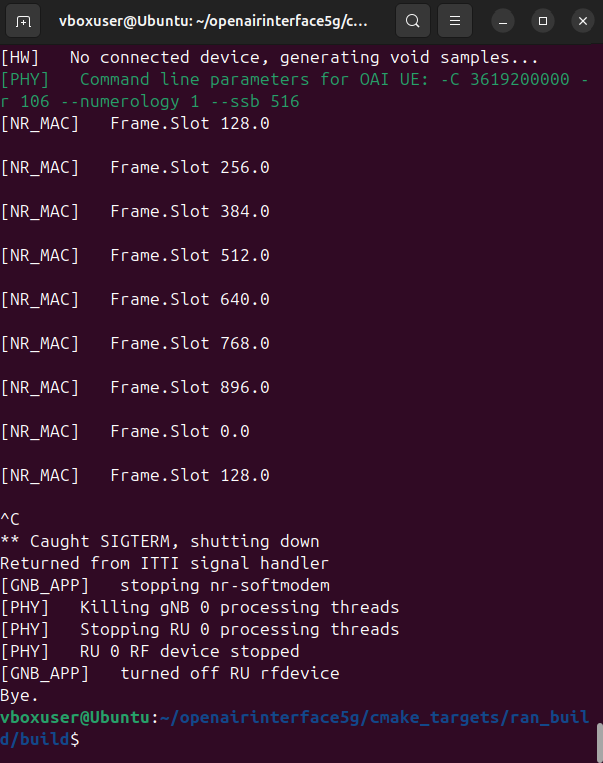 vboxuser@Ubuntu: ~/openairinterface5g/c...
[HW]   No connected device, generating void samples...
[PHY]   Command line parameters for OAI UE: -C 3619200000 -
r 106 --numerology 1 --ssb 516
[NR_MAC]   Frame.Slot 128.0
[NR_MAC]   Frame.Slot 256.0
[NR_MAC]   Frame.Slot 384.0
[NR_MAC]   Frame.Slot 512.0
[NR_MAC]   Frame.Slot 640.0
[NR_MAC]   Frame.Slot 768.0
[NR_MAC]   Frame.Slot 896.0
[NR_MAC]   Frame.Slot 0.0
[NR_MAC]   Frame.Slot 128.0
^C
** Caught SIGTERM, shutting down
Returned from ITTI signal handler
[GNB_APP]   stopping nr-softmodem
[PHY]   Killing gNB 0 processing threads
[PHY]   Stopping RU 0 processing threads
[PHY]   RU 0 RF device stopped
[GNB_APP]   turned off RU rfdevice
Bye.
vboxuser@Ubuntu:~/openairinterface5g/cmake_targets/ran_buil
d/build$